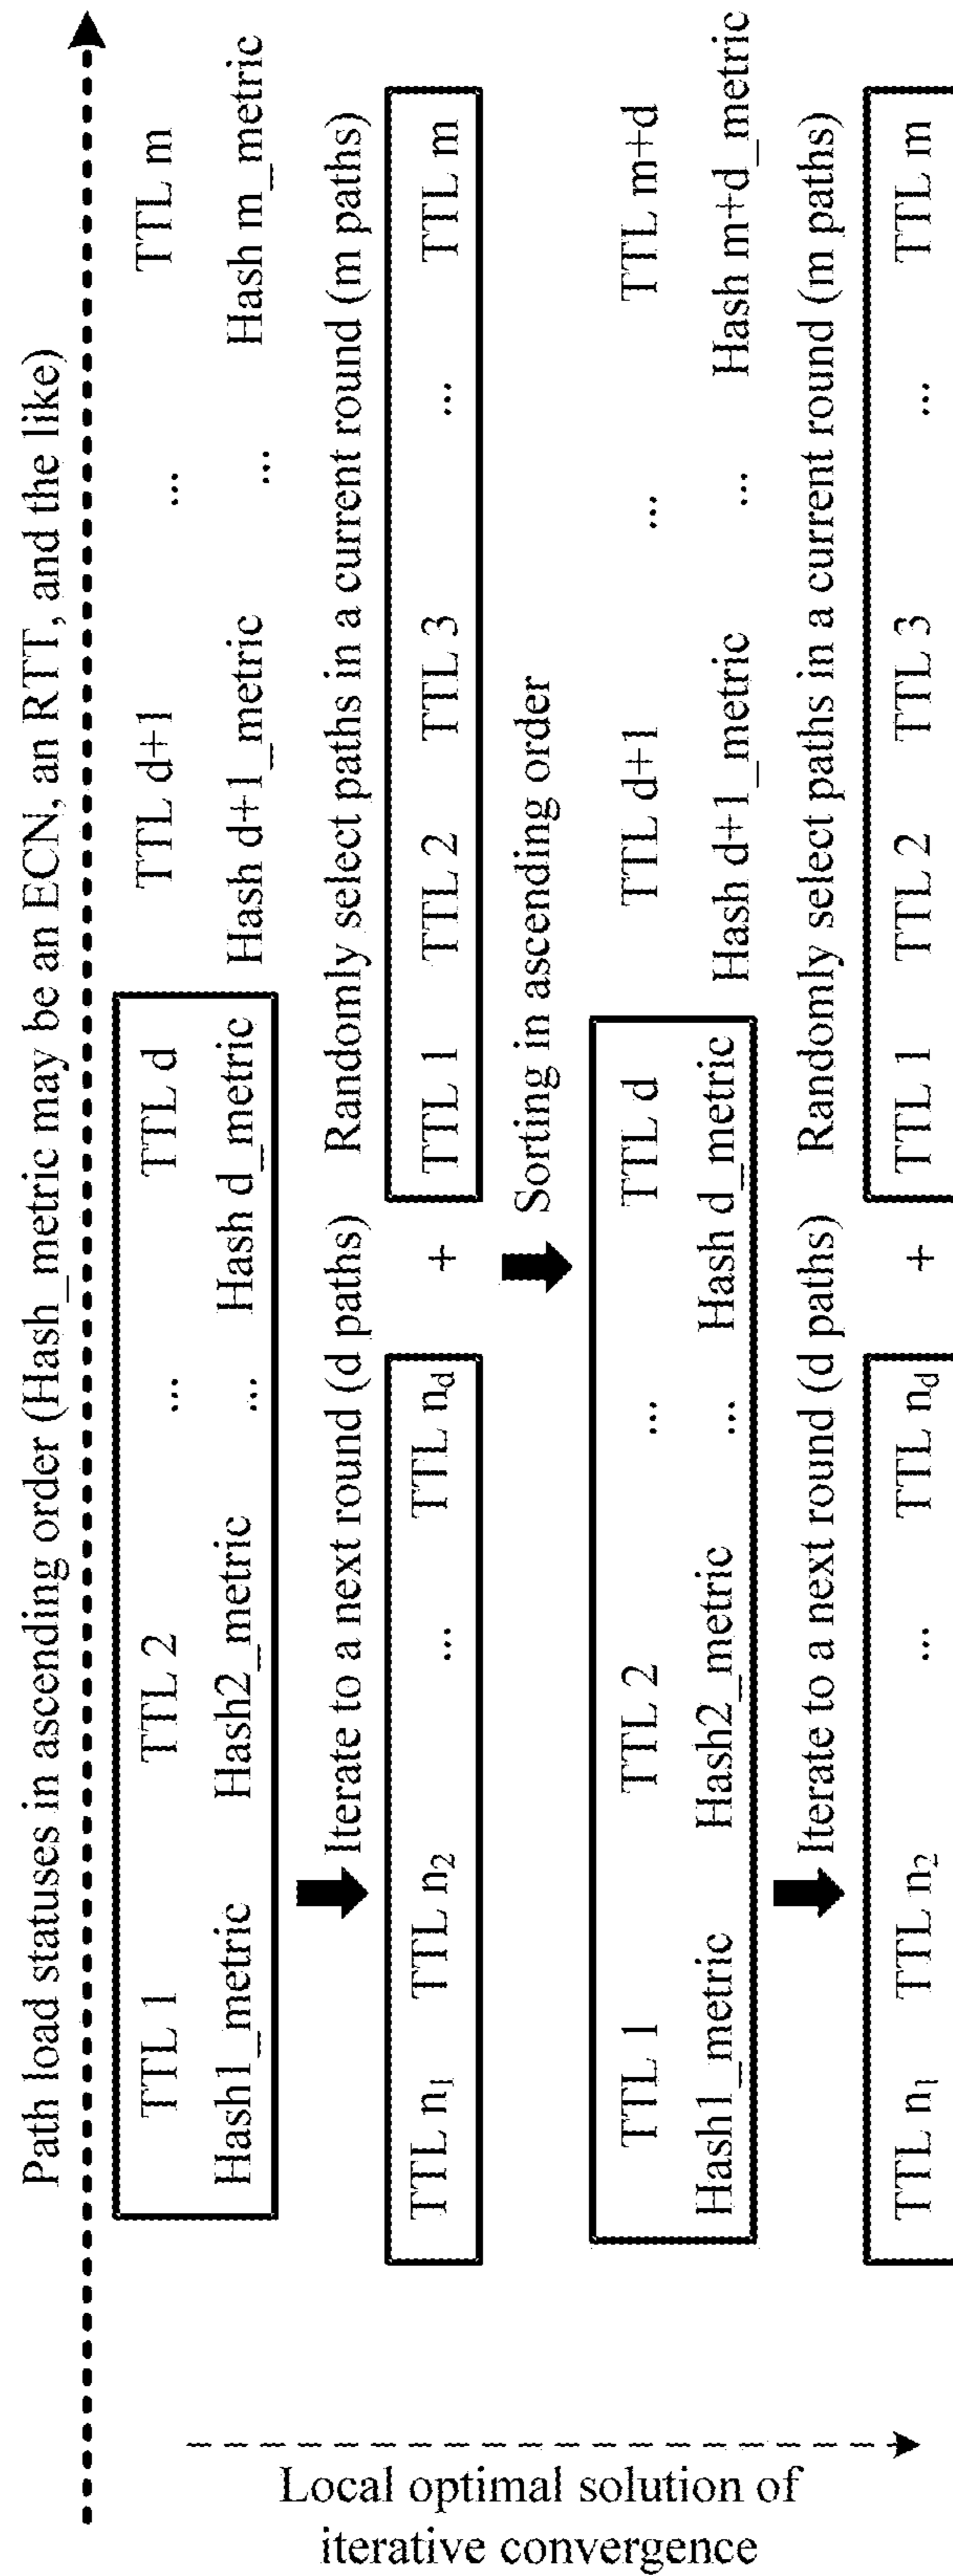 Path load statuses in ascending order (Hash_metric may be an ECN, an RTT, and the like)
TTL 1 TTL 2 ... TTL d TTL d+1 ... TTL m
Hash1_metric Hash2_metric ... Hash d_metric Hash d+1_metric ... Hash m_metric
Iterate to a next round (d paths) Randomly select paths in a current round (m paths)
TTL n₁ TTL n₂ ... TTL n_d + TTL 1 TTL 2 TTL 3 ... TTL m
Sorting in ascending order
TTL 1 TTL 2 ... TTL d TTL d+1 ... TTL m+d
Hash1_metric Hash2_metric ... Hash d_metric Hash d+1_metric ... Hash m+d_metric
Iterate to a next round (d paths) Randomly select paths in a current round (m paths)
TTL n₁ TTL n₂ ... TTL n_d + TTL 1 TTL 2 TTL 3 ... TTL m
Local optimal solution of
iterative convergence